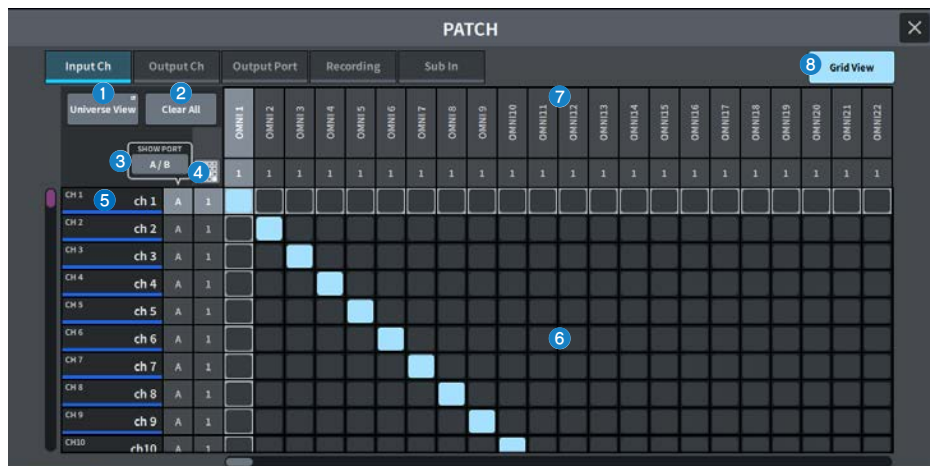 PATCH
Input Ch Output Ch Output Port Recording Sub In 8 Grid View
1 2 7
Universe View Clear All
OMNI 1 OMNI 2 OMNI 3 OMNI 4 OMNI 5 OMNI 6 OMNI 7 OMNI 8 OMNI 9 OMNI10 OMNI11 OMNI12 OMNI13 OMNI14 OMNI15 OMNI16 OMNI17 OMNI18 OMNI19 OMNI20 OMNI21 OMNI22
SHOW PORT
3 A / B 4 1 1 1 1 1 1 1 1 1 1 1 1 1 1 1 1 1 1 1 1 1 1
CH 1 5 ch 1 A 1
CH 2 ch 2 A 1
CH 3 ch 3 A 1
CH 4 ch 4 A 1
CH 5 ch 5 A 1
CH 6 ch 6 A 1 6
CH 7 ch 7 A 1
CH 8 ch 8 A 1
CH 9 ch 9 A 1
CH10 ch10 A 1